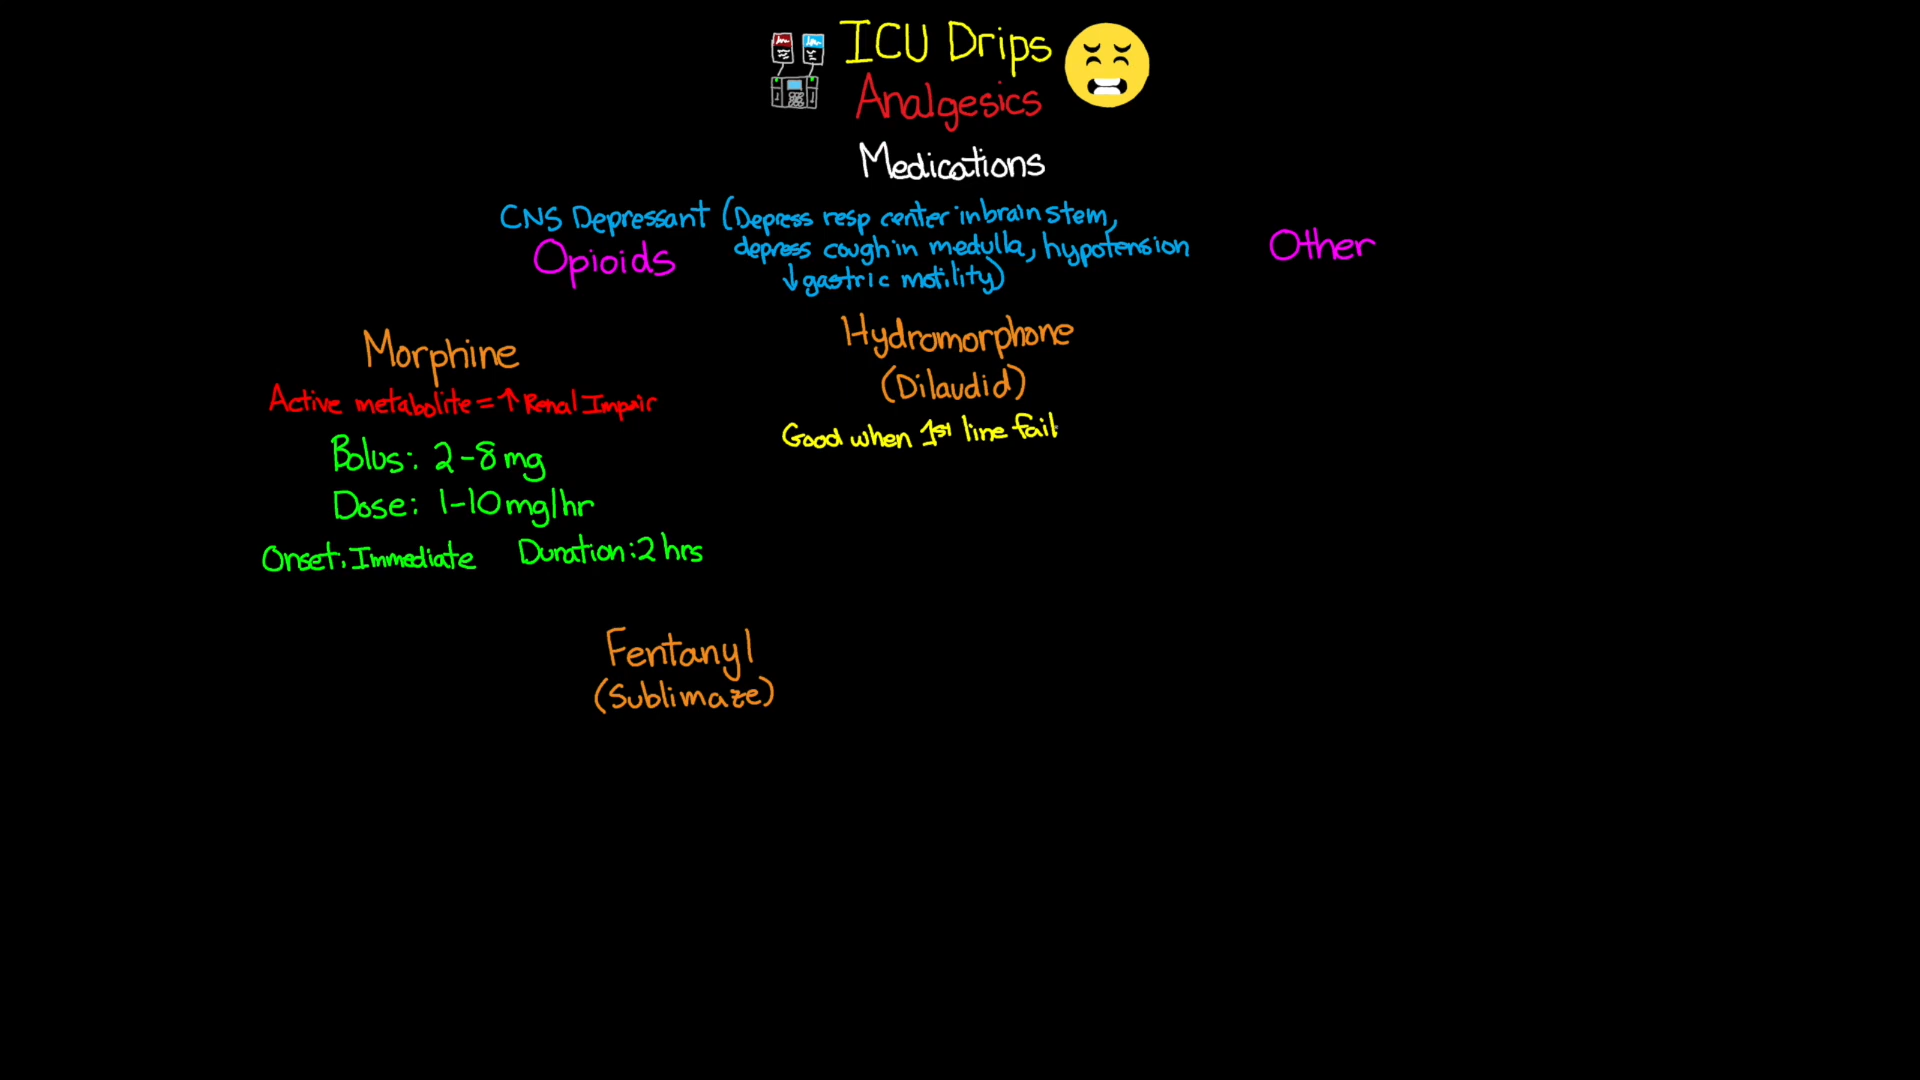 ICU Drips
Analgesics
Medications
CNS Depressant (Depress resp center in brain stem,
depress cough in medulla, hypotension
↓ gastric motility)
Opioids
Other
Morphine
Active metabolite = ↑ Renal Impair
Bolus: 2-8 mg
Dose: 1-10 mg/hr
Onset: Immediate Duration: 2 hrs
Hydromorphone
(Dilaudid)
Good when 1st line fail
Fentanyl
(Sublimaze)